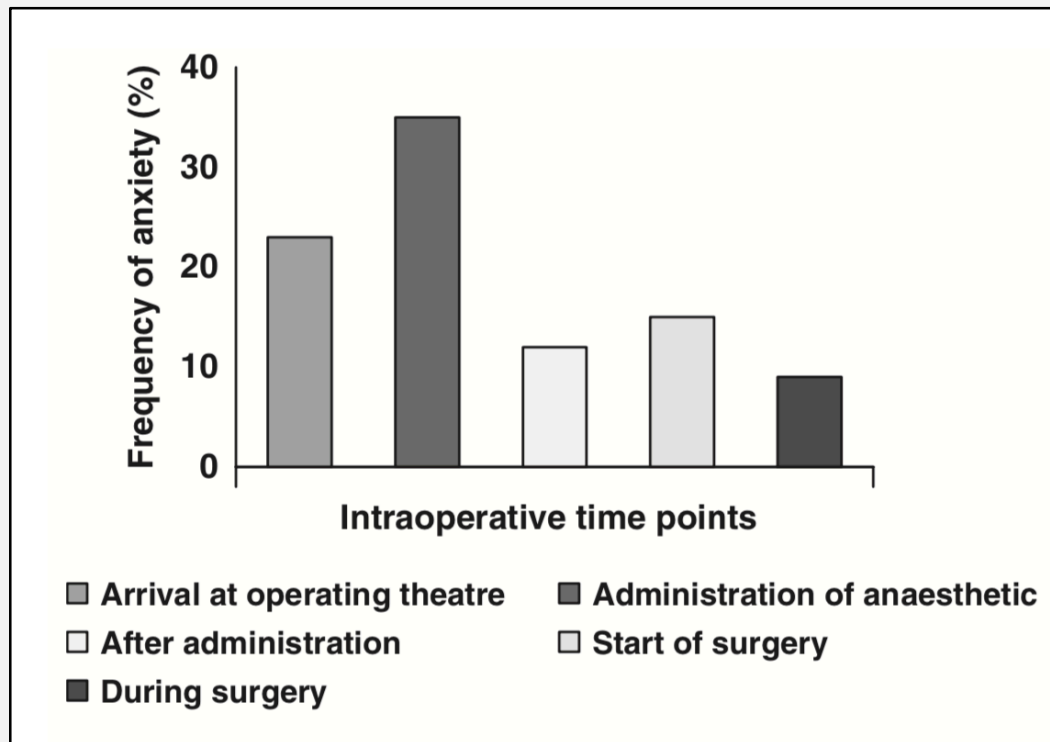 Frequency of anxiety (%)
40
30
20
10
0
Intraoperative time points
Arrival at operating theatre
Administration of anaesthetic
After administration
Start of surgery
During surgery